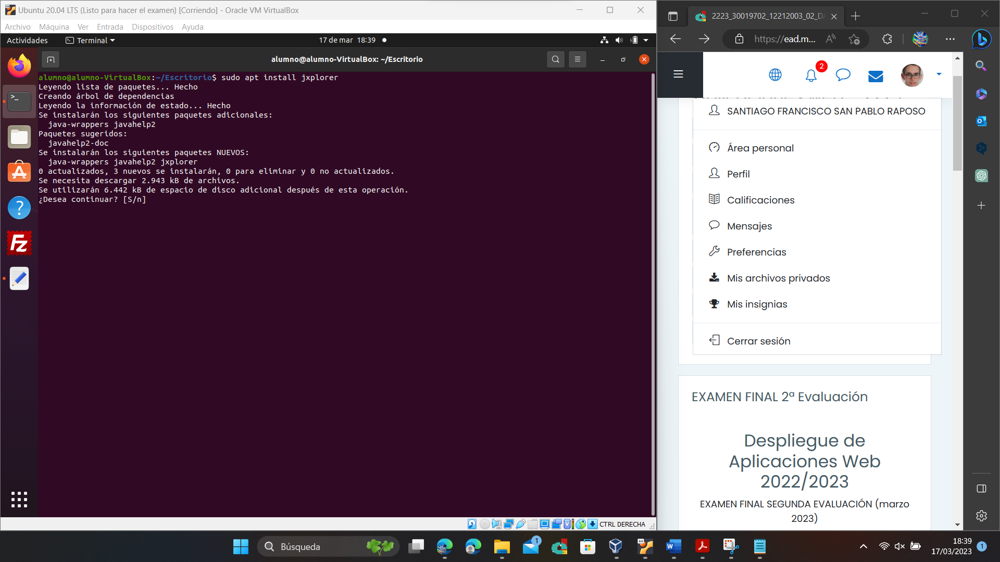 Ubuntu 20.04 LTS (Listo para hacer el examen) [Corriendo] - Oracle VM VirtualBox
Archivo Máquina Ver Entrada Dispositivos Ayuda
Actividades Terminal 17 de mar 18:39
alumno@alumno-VirtualBox: ~/Escritorio
alumno@alumno-VirtualBox:~/Escritorio$ sudo apt install jxplorer
Leyendo lista de paquetes... Hecho
Creando árbol de dependencias
Leyendo la información de estado... Hecho
Se instalarán los siguientes paquetes adicionales:
java-wrappers javahelp2
Paquetes sugeridos:
javahelp2-doc
Se instalarán los siguientes paquetes NUEVOS:
java-wrappers javahelp2 jxplorer
0 actualizados, 3 nuevos se instalarán, 0 para eliminar y 0 no actualizados.
Se necesita descargar 2.943 kB de archivos.
Se utilizarán 6.442 kB de espacio de disco adicional después de esta operación.
¿Desea continuar? [S/n]
CTRL DERECHA
2223_30019702_12212003_02_DA
https://ead.m...
2
SANTIAGO FRANCISCO SAN PABLO RAPOSO
Área personal
Perfil
Calificaciones
Mensajes
Preferencias
Mis archivos privados
Mis insignias
Cerrar sesión
EXAMEN FINAL 2ª Evaluación
Despliegue de
Aplicaciones Web
2022/2023
EXAMEN FINAL SEGUNDA EVALUACIÓN (marzo
2023)
Búsqueda
1
64
18:39
17/03/2023
1